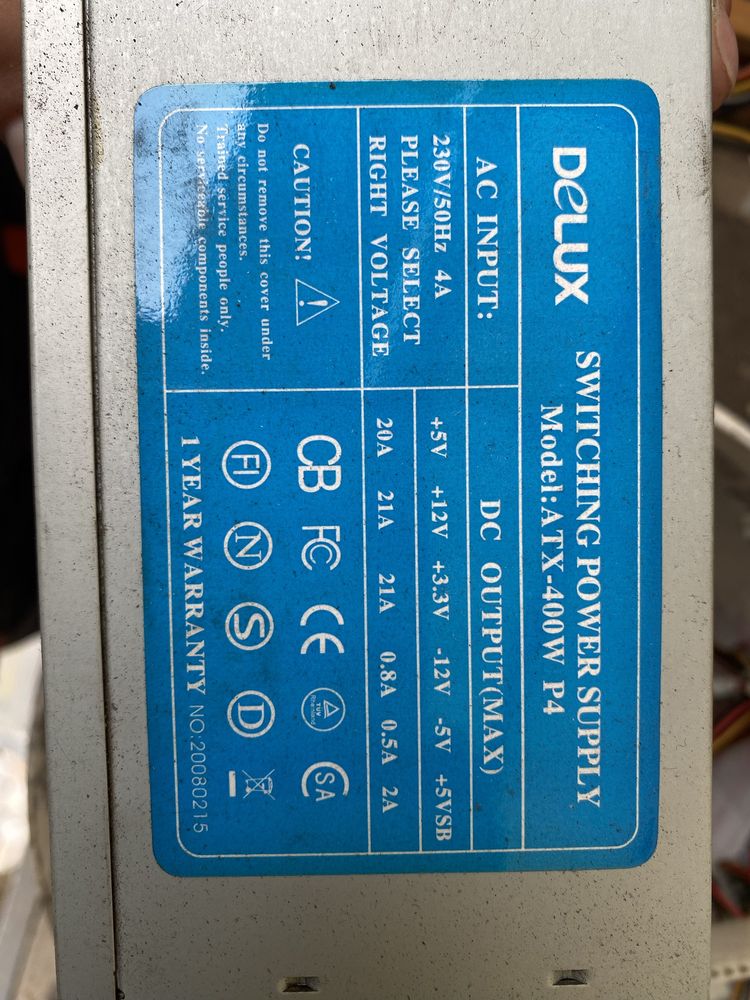 DELUX
SWITCHING POWER SUPPLY
Model:ATX-400W P4
AC INPUT:
230V/50Hz 4A
PLEASE SELECT
RIGHT VOLTAGE
DC OUTPUT(MAX)
+5V +12V +3.3V -12V -5V +5VSB
20A 21A 21A 0.8A 0.5A 2A
CAUTION!
Do not remove this cover under
any circumstances.
Trained service people only.
No serviceable components inside.
CB FC CE TUV Rheinland SA
FI N S D
1 YEAR WARRANTY NO:20080215